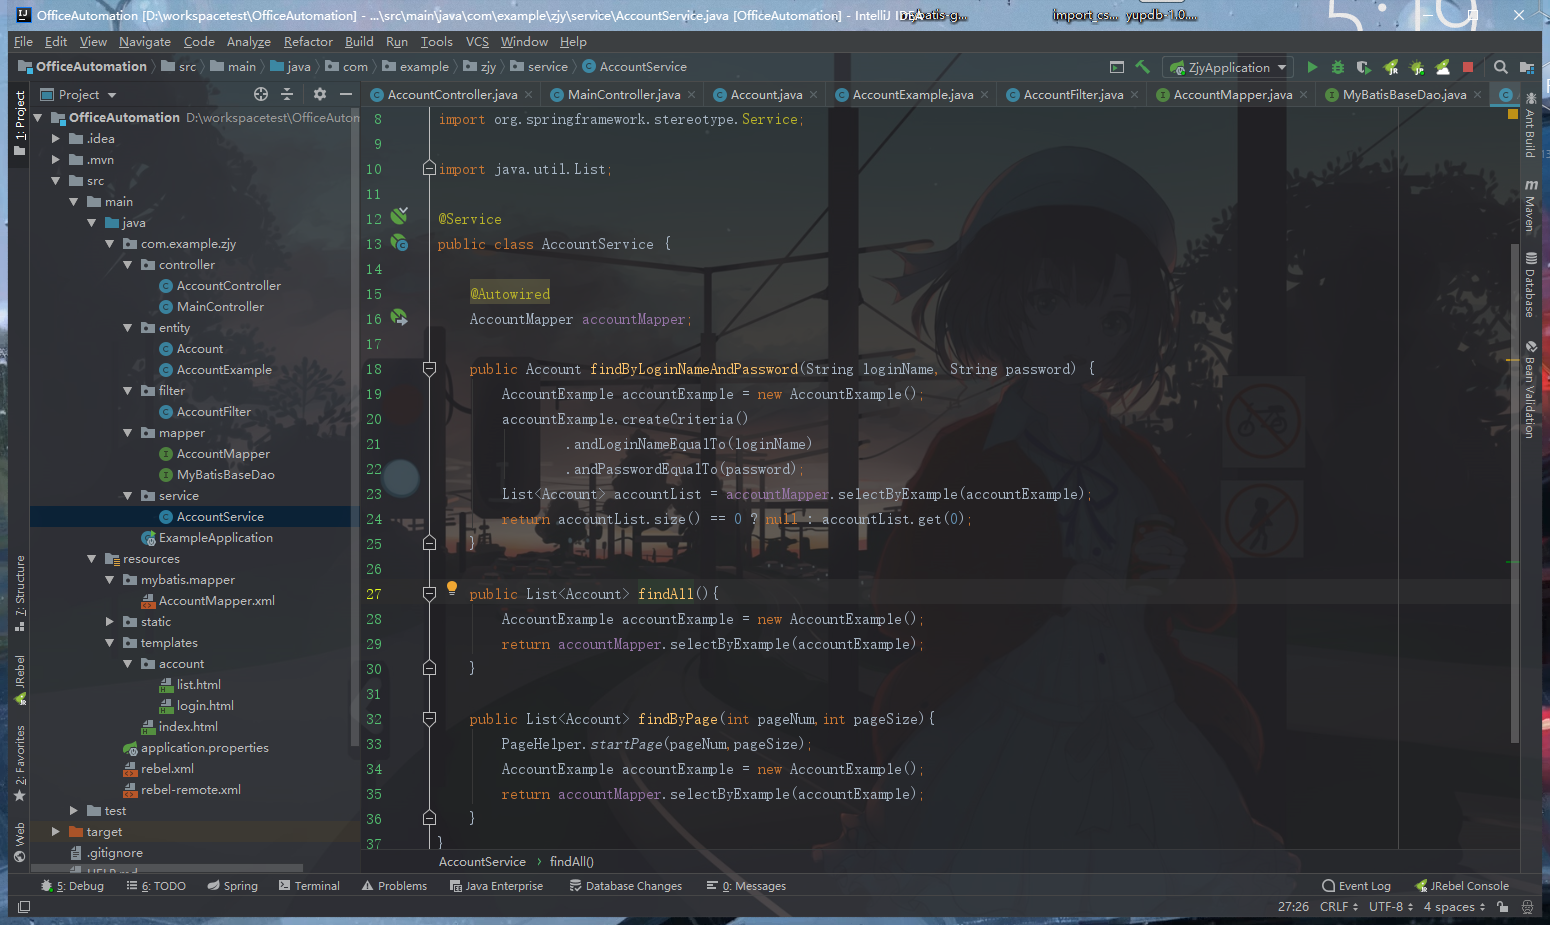 OfficeAutomation [D:\workspacetest\OfficeAutomation] - ...\src\main\java\com\example\zjy\service\AccountService.java [OfficeAutomation] - IntelliJ IDEA
import_cs... yupdb-1.0....
File Edit View Navigate Code Analyze Refactor Build Run Tools VCS Window Help
OfficeAutomation src main java com example zjy service AccountService
ZjyApplication
Project
AccountController.java MainController.java Account.java AccountExample.java AccountFilter.java AccountMapper.java MyBatisBaseDao.java
OfficeAutomation D:\workspacetest\OfficeAuton
.idea
.mvn
src
main
java
com.example.zjy
controller
AccountController
MainController
entity
Account
AccountExample
filter
AccountFilter
mapper
AccountMapper
MyBatisBaseDao
service
AccountService
ExampleApplication
resources
mybatis.mapper
AccountMapper.xml
static
templates
account
list.html
login.html
index.html
application.properties
rebel.xml
rebel-remote.xml
test
target
.gitignore
8 import org.springframework.stereotype.Service;
9
10 import java.util.List;
11
12 @Service
13 public class AccountService {
14
15 @Autowired
16 AccountMapper accountMapper;
17
18 public Account findByLoginNameAndPassword(String loginName, String password) {
19 AccountExample accountExample = new AccountExample();
20 accountExample.createCriteria()
21 .andLoginNameEqualTo(loginName)
22 .andPasswordEqualTo(password);
23 List<Account> accountList = accountMapper.selectByExample(accountExample);
24 return accountList.size() == 0 ? null : accountList.get(0);
25 }
26
27 public List<Account> findAll(){
28 AccountExample accountExample = new AccountExample();
29 return accountMapper.selectByExample(accountExample);
30 }
31
32 public List<Account> findByPage(int pageNum,int pageSize){
33 PageHelper.startPage(pageNum,pageSize);
34 AccountExample accountExample = new AccountExample();
35 return accountMapper.selectByExample(accountExample);
36 }
37 }
AccountService › findAll()
1: Project
7: Structure
JRebel
2: Favorites
Web
Ant Build
Maven
Database
Bean Validation
5: Debug 6: TODO Spring Terminal Problems Java Enterprise Database Changes 0: Messages Event Log JRebel Console
27:26 CRLF UTF-8 4 spaces